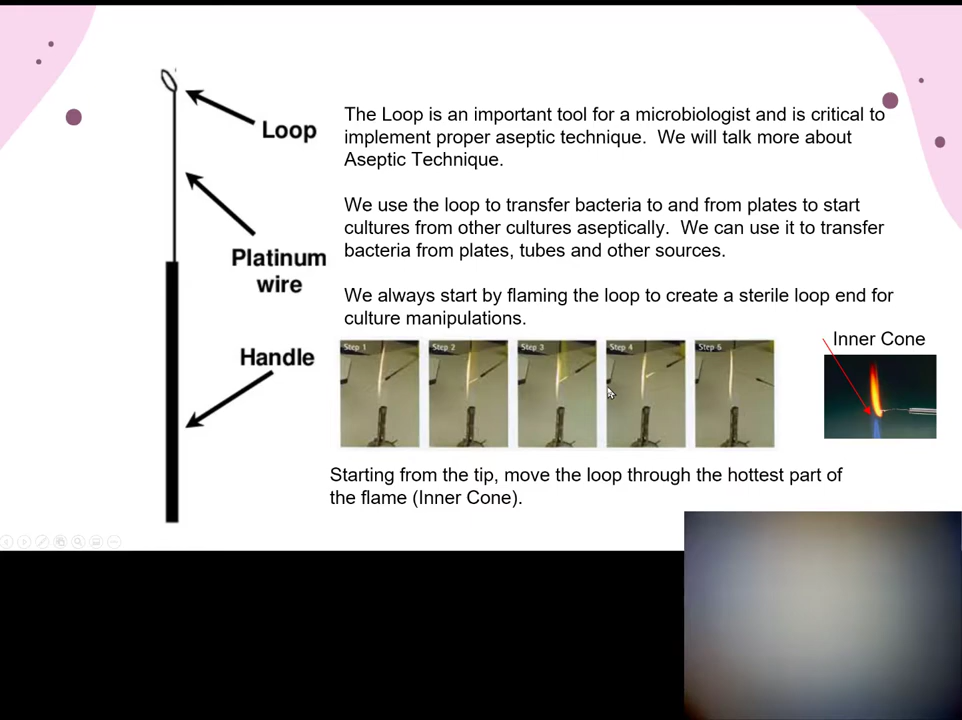 Loop
Platinum
wire
Handle
The Loop is an important tool for a microbiologist and is critical to
implement proper aseptic technique.  We will talk more about
Aseptic Technique.
We use the loop to transfer bacteria to and from plates to start
cultures from other cultures aseptically.  We can use it to transfer
bacteria from plates, tubes and other sources.
We always start by flaming the loop to create a sterile loop end for
culture manipulations.
Step 1
Step 2
Step 3
Step 4
Step 5
Inner Cone
Starting from the tip, move the loop through the hottest part of
the flame (Inner Cone).